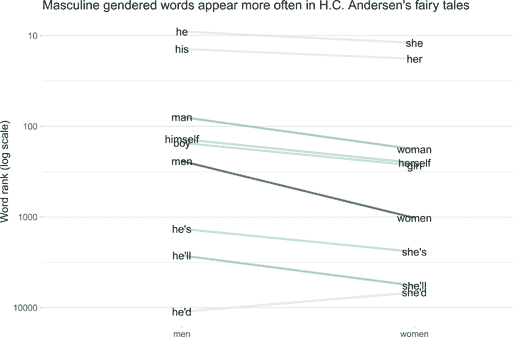 Masculine gendered words appear more often in H.C. Andersen's fairy tales
Word rank (log scale)
10
100
1000
10000
he
his
man
himself
boy
men
he's
he'll
he'd
she
her
woman
herself
girl
women
she's
she'll
she'd
men
women